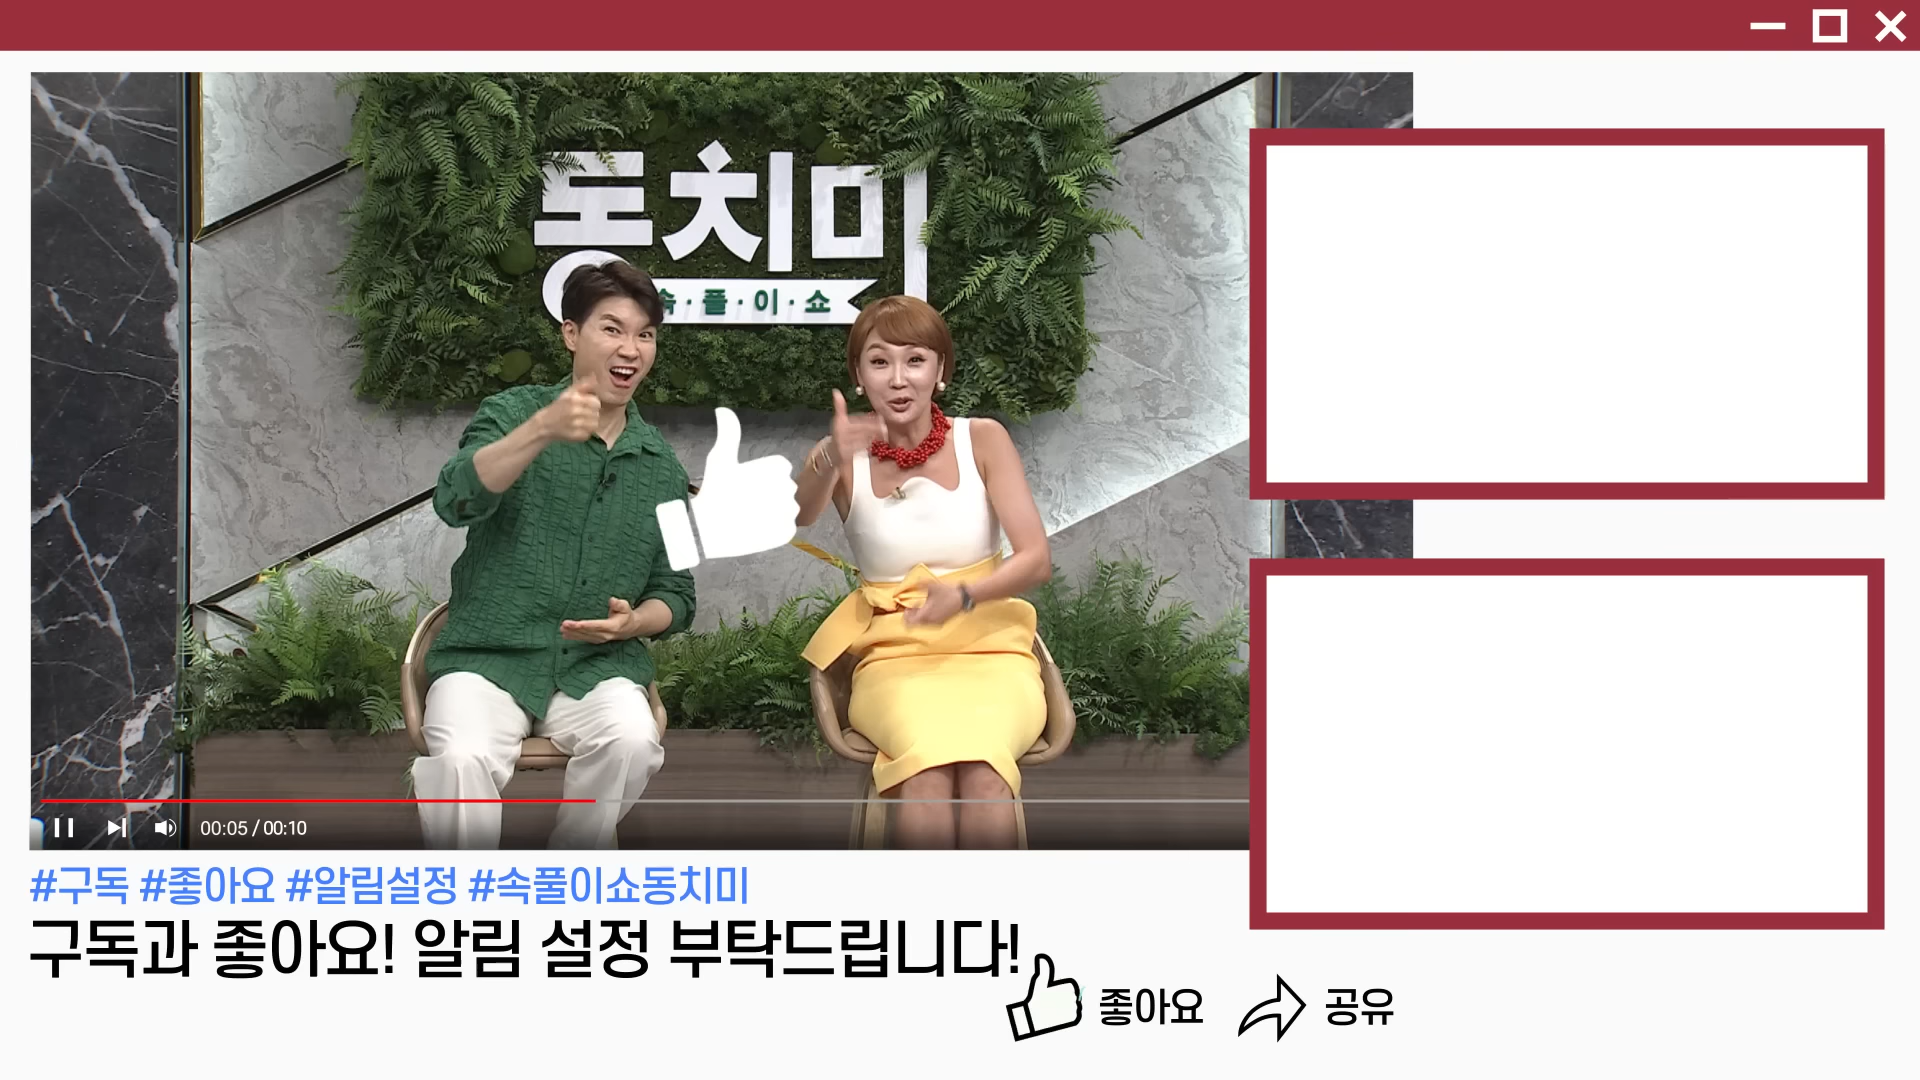 동치미
속·풀·이·쇼
00:05 / 00:10
#구독 #좋아요 #알림설정 #속풀이쇼동치미
구독과 좋아요! 알림 설정 부탁드립니다!
좋아요 공유